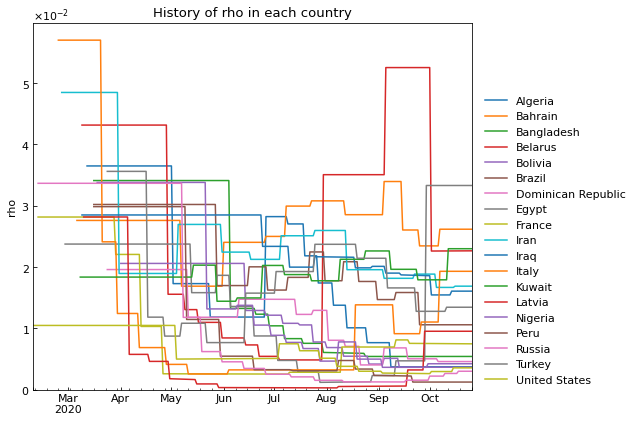 History of rho in each country
×10⁻²
5
4
3
2
1
0
rho
Mar
2020
Apr
May
Jun
Jul
Aug
Sep
Oct
Algeria
Bahrain
Bangladesh
Belarus
Bolivia
Brazil
Dominican Republic
Egypt
France
Iran
Iraq
Italy
Kuwait
Latvia
Nigeria
Peru
Russia
Turkey
United States